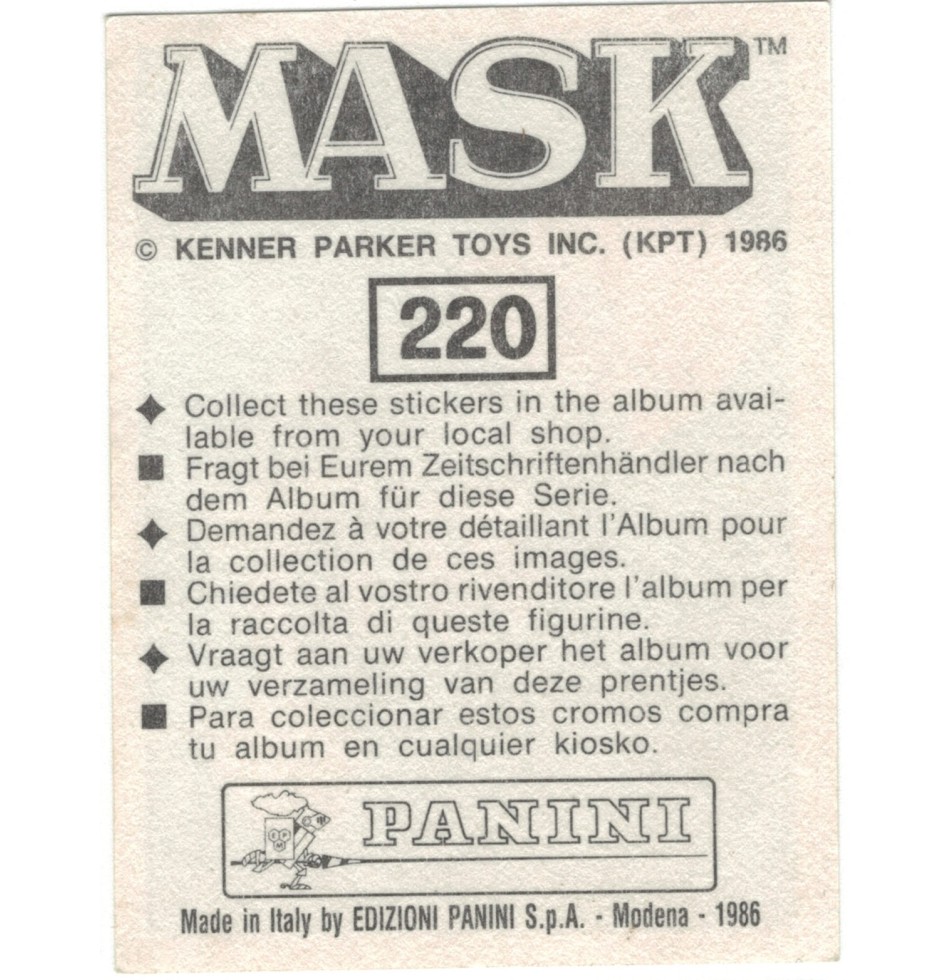 MASK™
© KENNER PARKER TOYS INC. (KPT) 1986
220
◆ Collect these stickers in the album avai-
lable from your local shop.
■ Fragt bei Eurem Zeitschriftenhändler nach
dem Album für diese Serie.
◆ Demandez à votre détaillant l'Album pour
la collection de ces images.
■ Chiedete al vostro rivenditore l'album per
la raccolta di queste figurine.
◆ Vraagt aan uw verkoper het album voor
uw verzameling van deze prentjes.
■ Para coleccionar estos cromos compra
tu album en cualquier kiosko.
PANINI
Made in Italy by EDIZIONI PANINI S.p.A. - Modena - 1986